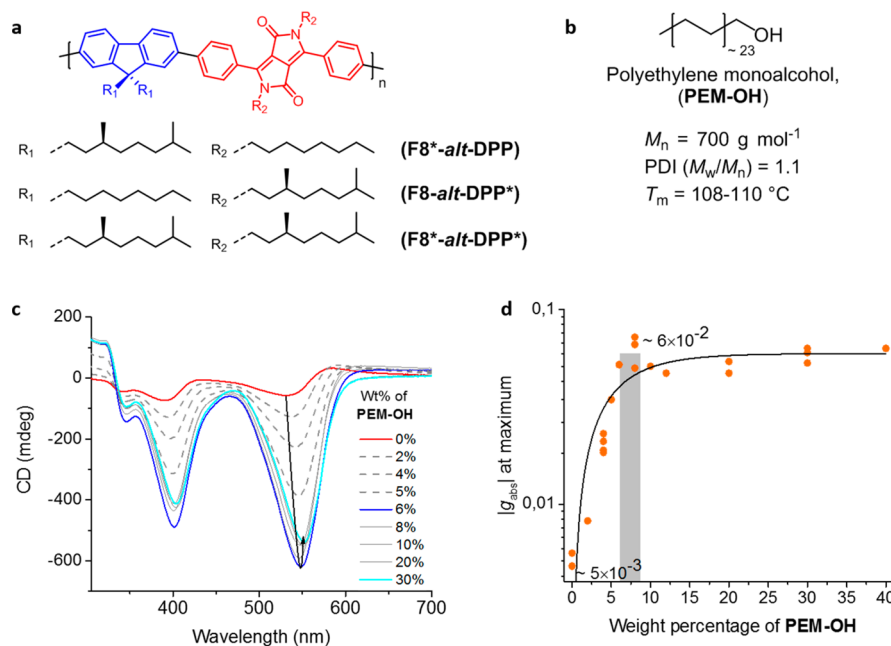 a
R2
N
O
O
N
R2
R1 R1
n
R1
R2
(F8*-alt-DPP)
R1
R2
(F8-alt-DPP*)
R1
R2
(F8*-alt-DPP*)
b
OH
~ 23
Polyethylene monoalcohol,
(PEM-OH)
Mn = 700 g mol-1
PDI (Mw/Mn) = 1.1
Tm = 108-110 °C
c
CD (mdeg)
200
0
-200
-400
-600
400 500 600 700
Wavelength (nm)
Wt% of
PEM-OH
0%
2%
4%
5%
6%
8%
10%
20%
30%
d
|gabs| at maximum
0,1
0,01
~ 6×10-2
~ 5×10-3
0 5 10 15 20 25 30 35 40
Weight percentage of PEM-OH